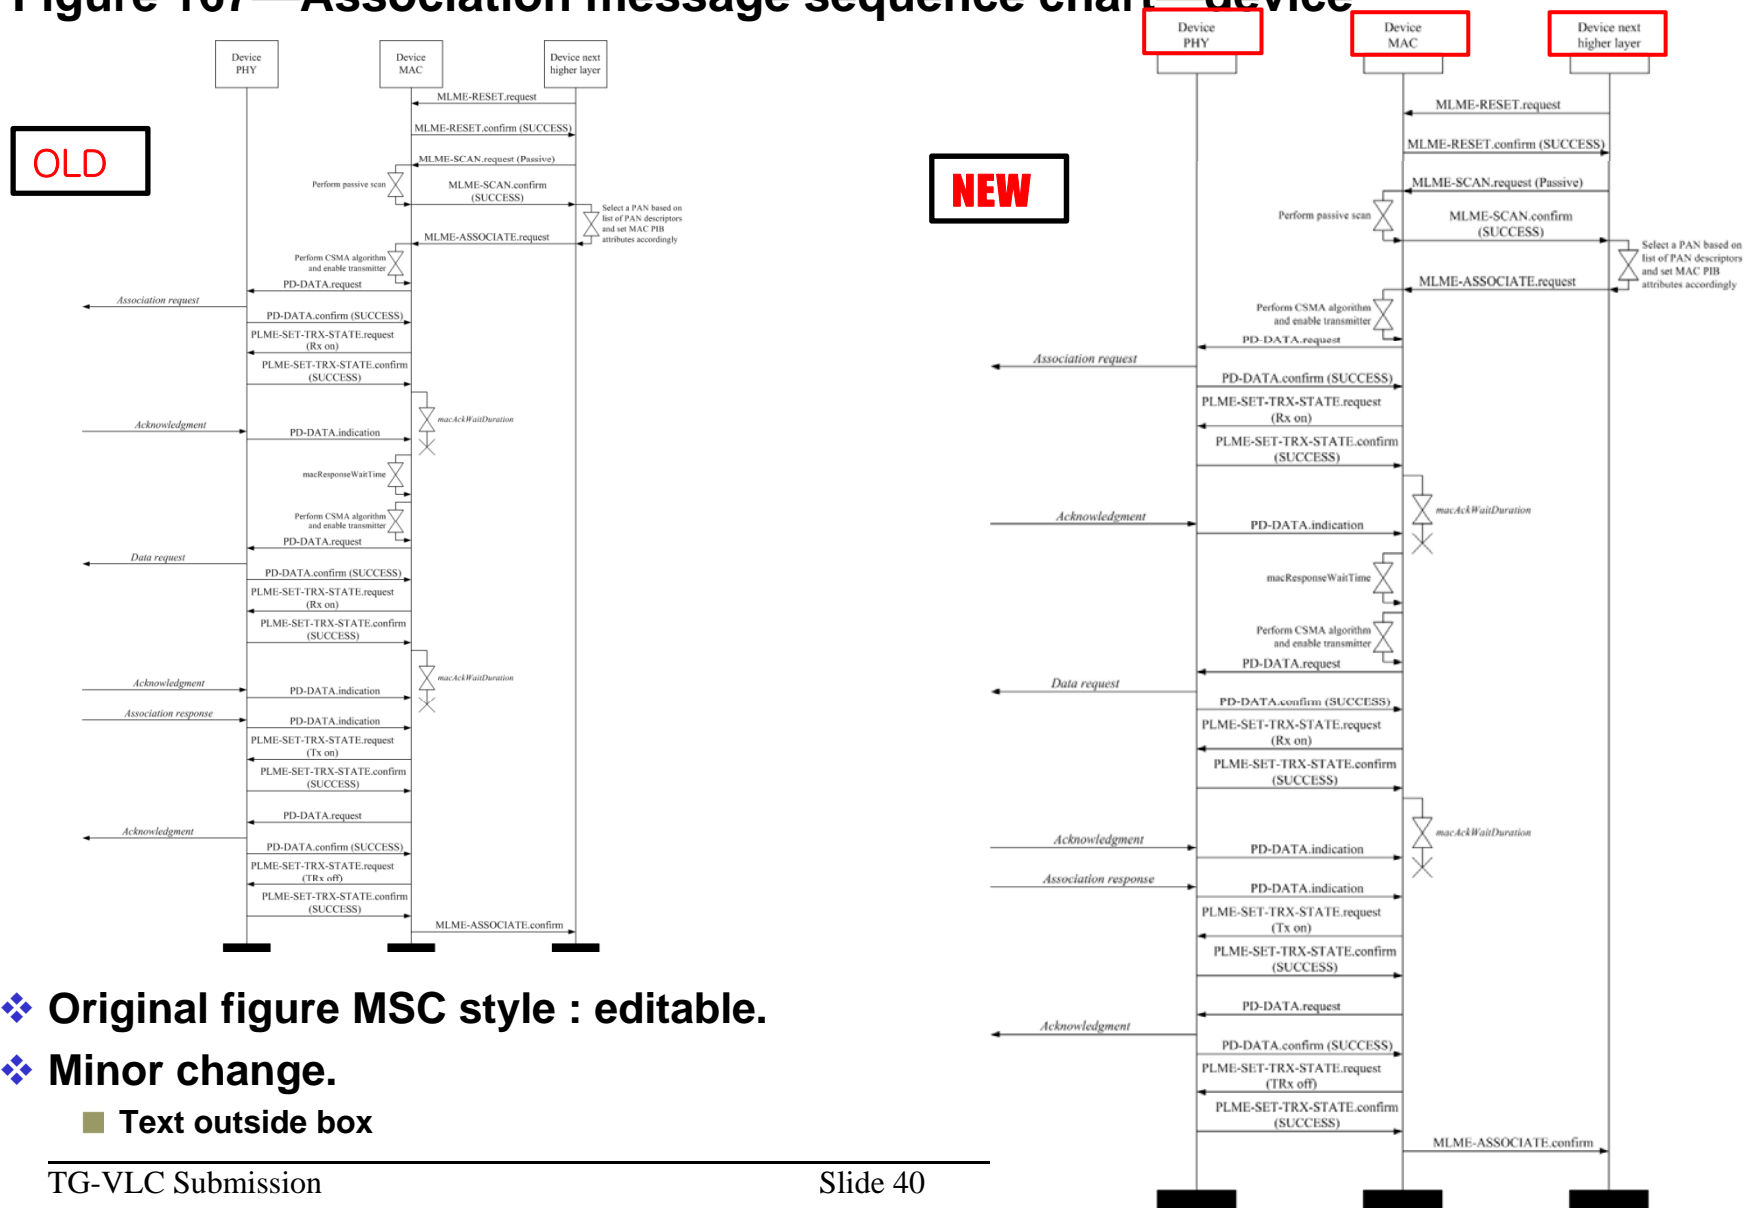 Figure 167—Association message sequence chart—device
Device
PHY
Device
MAC
Device next
higher layer
OLD
MLME-RESET.request
MLME-RESET.confirm (SUCCESS)
MLME-SCAN.request (Passive)
Perform passive scan
MLME-SCAN.confirm
(SUCCESS)
Select a PAN based on
list of PAN descriptors
and set MAC PIB
attributes accordingly
MLME-ASSOCIATE.request
Perform CSMA algorithm
and enable transmitter
PD-DATA.request
Association request
PD-DATA.confirm (SUCCESS)
PLME-SET-TRX-STATE.request
(Rx on)
PLME-SET-TRX-STATE.confirm
(SUCCESS)
macAckWaitDuration
Acknowledgment
PD-DATA.indication
macResponseWaitTime
Perform CSMA algorithm
and enable transmitter
PD-DATA.request
Data request
PD-DATA.confirm (SUCCESS)
PLME-SET-TRX-STATE.request
(Rx on)
PLME-SET-TRX-STATE.confirm
(SUCCESS)
macAckWaitDuration
Acknowledgment
PD-DATA.indication
Association response
PD-DATA.indication
PLME-SET-TRX-STATE.request
(Tx on)
PLME-SET-TRX-STATE.confirm
(SUCCESS)
PD-DATA.request
Acknowledgment
PD-DATA.confirm (SUCCESS)
PLME-SET-TRX-STATE.request
(TRx off)
PLME-SET-TRX-STATE.confirm
(SUCCESS)
MLME-ASSOCIATE.confirm
Device
PHY
Device
MAC
Device next
higher layer
NEW
MLME-RESET.request
MLME-RESET.confirm (SUCCESS)
MLME-SCAN.request (Passive)
Perform passive scan
MLME-SCAN.confirm
(SUCCESS)
Select a PAN based on
list of PAN descriptors
and set MAC PIB
attributes accordingly
MLME-ASSOCIATE.request
Perform CSMA algorithm
and enable transmitter
PD-DATA.request
Association request
PD-DATA.confirm (SUCCESS)
PLME-SET-TRX-STATE.request
(Rx on)
PLME-SET-TRX-STATE.confirm
(SUCCESS)
macAckWaitDuration
Acknowledgment
PD-DATA.indication
macResponseWaitTime
Perform CSMA algorithm
and enable transmitter
PD-DATA.request
Data request
PD-DATA.confirm (SUCCESS)
PLME-SET-TRX-STATE.request
(Rx on)
PLME-SET-TRX-STATE.confirm
(SUCCESS)
macAckWaitDuration
Acknowledgment
PD-DATA.indication
Association response
PD-DATA.indication
PLME-SET-TRX-STATE.request
(Tx on)
PLME-SET-TRX-STATE.confirm
(SUCCESS)
PD-DATA.request
Acknowledgment
PD-DATA.confirm (SUCCESS)
PLME-SET-TRX-STATE.request
(TRx off)
PLME-SET-TRX-STATE.confirm
(SUCCESS)
MLME-ASSOCIATE.confirm
❖ Original figure MSC style : editable.
❖ Minor change.
■ Text outside box
TG-VLC Submission
Slide 40